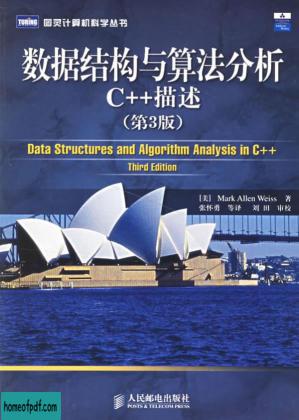 TURING 图灵计算机科学丛书
数据结构与算法分析
C++描述
(第3版)
Data Structures and Algorithm Analysis in C++
Third Edition
[美] Mark Allen Weiss 著
张怀勇 等译 刘田 审校
homeofpdf.com
人民邮电出版社
POSTS & TELECOM PRESS